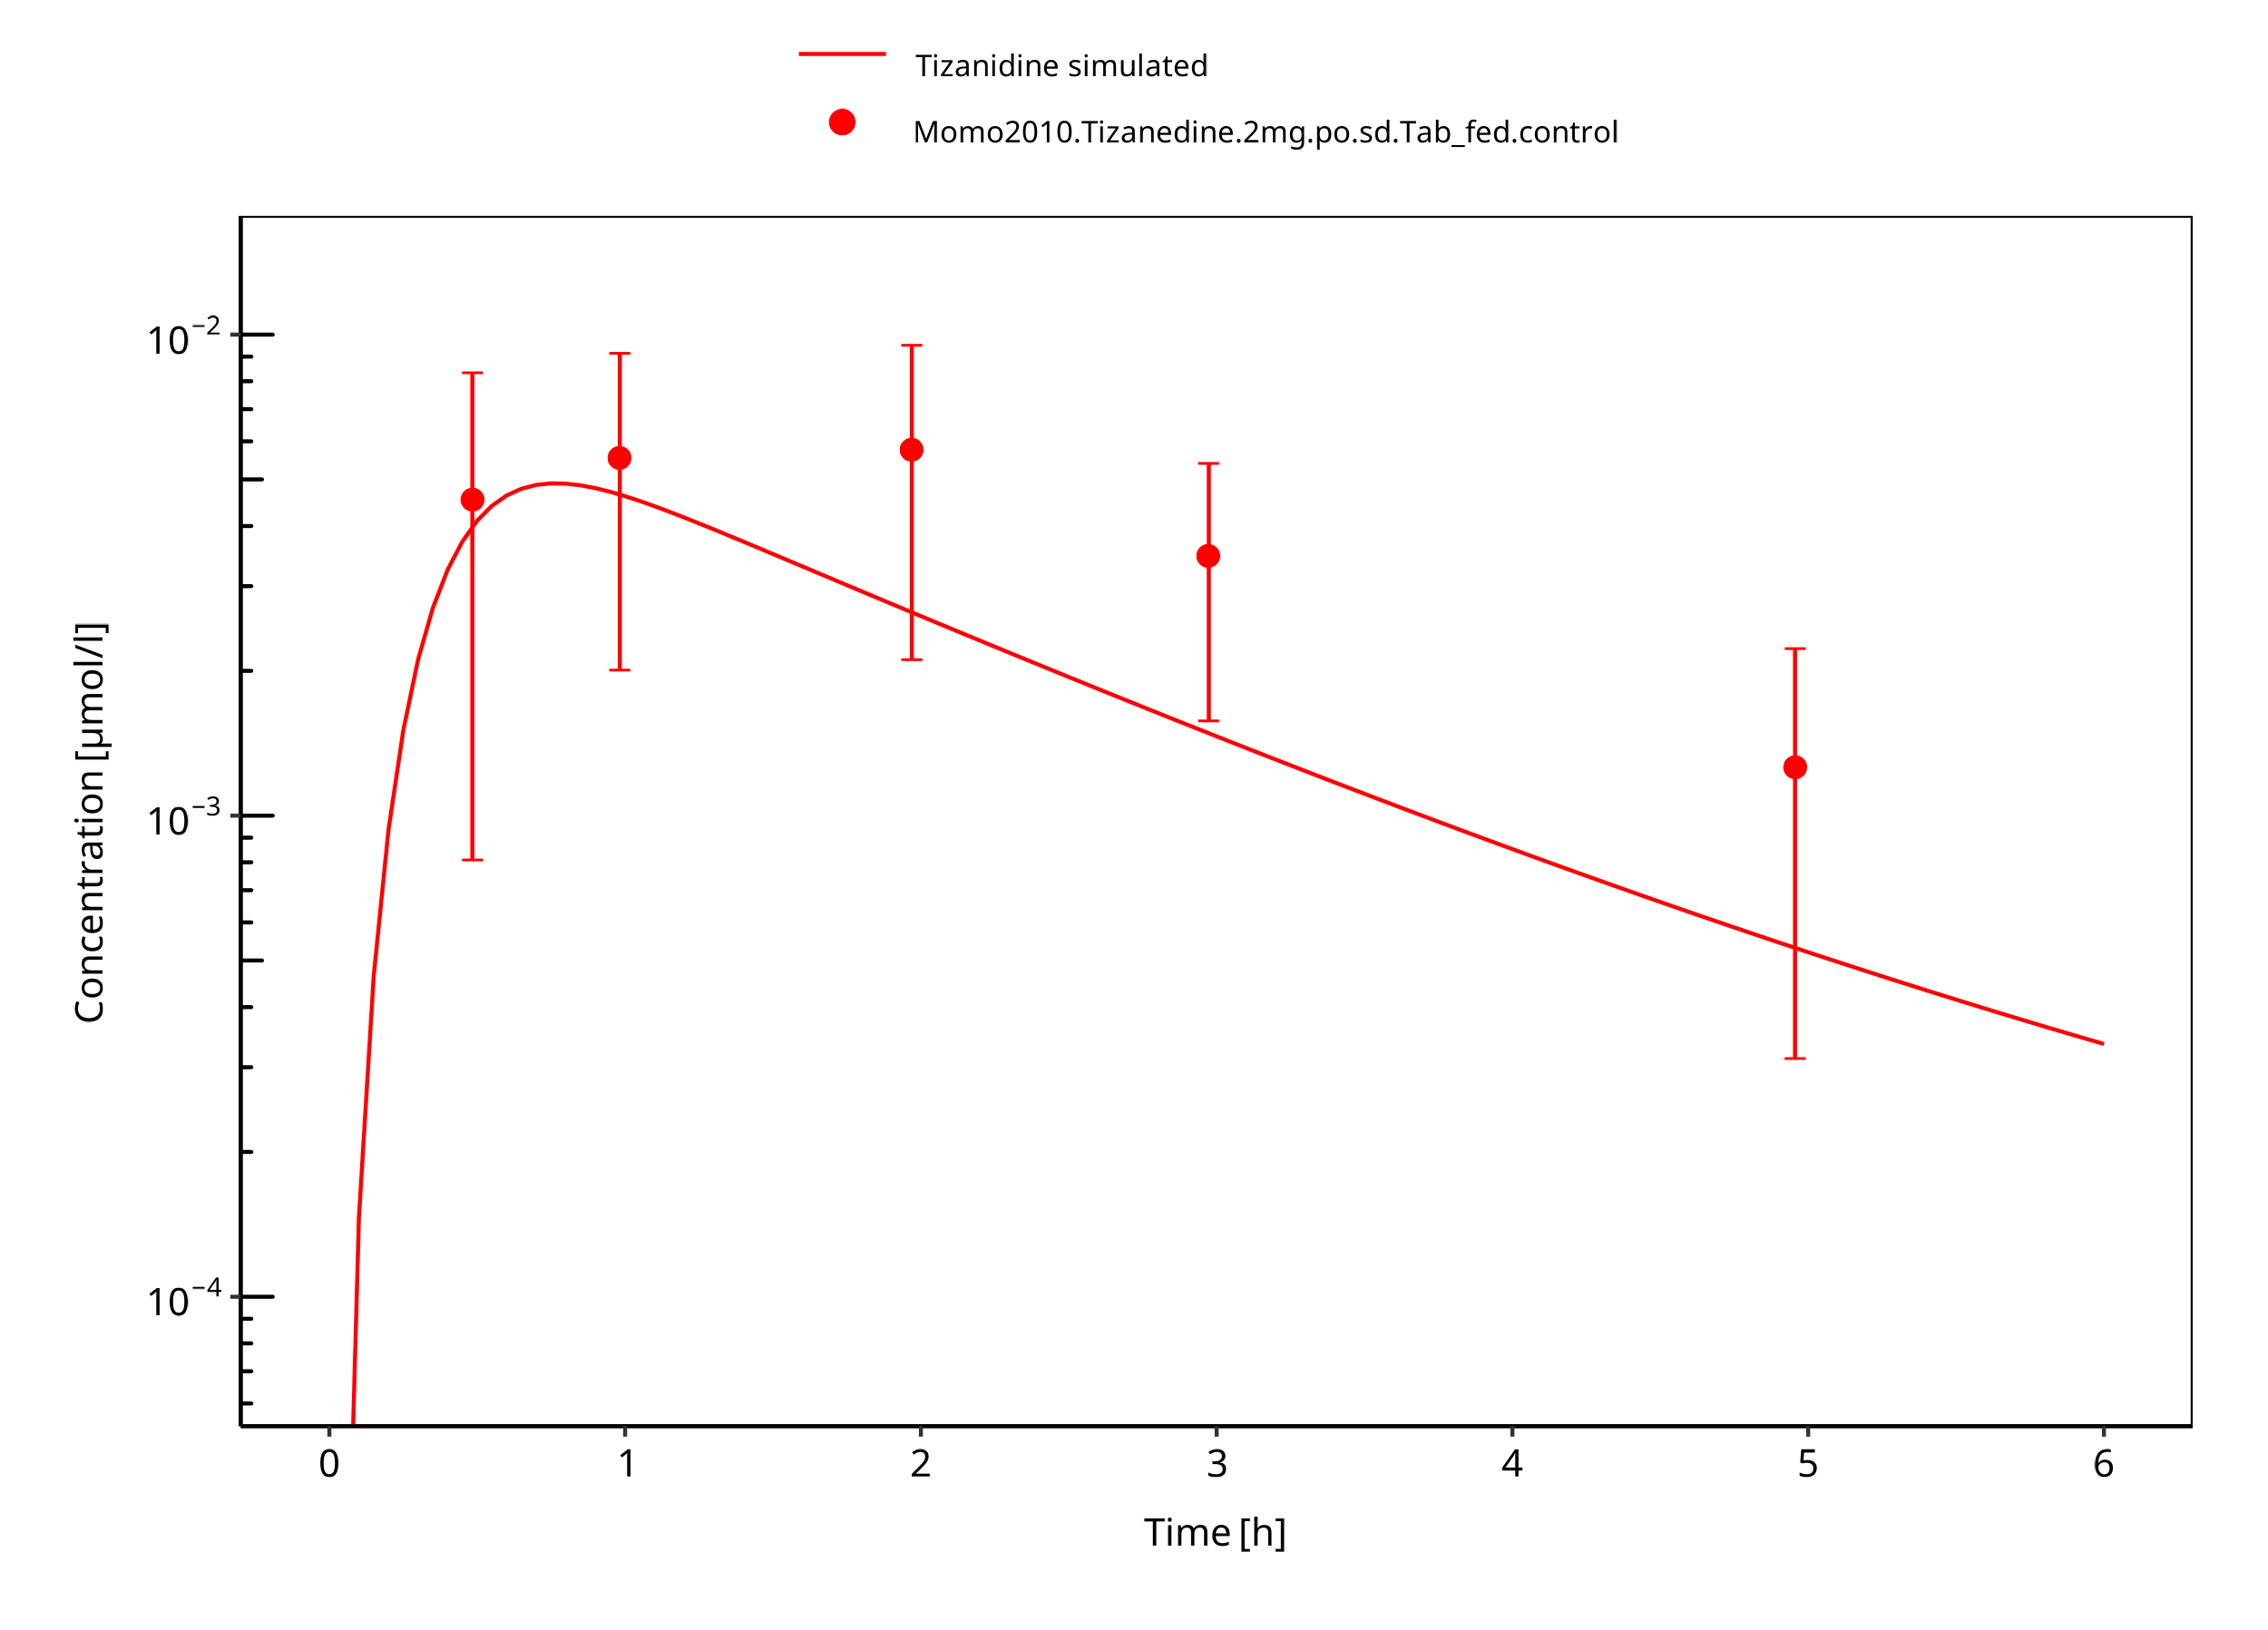 Tizanidine simulated
Momo2010.Tizanedine.2mg.po.sd.Tab_fed.control
Concentration [µmol/l]
10⁻²
10⁻³
10⁻⁴
0 1 2 3 4 5 6
Time [h]